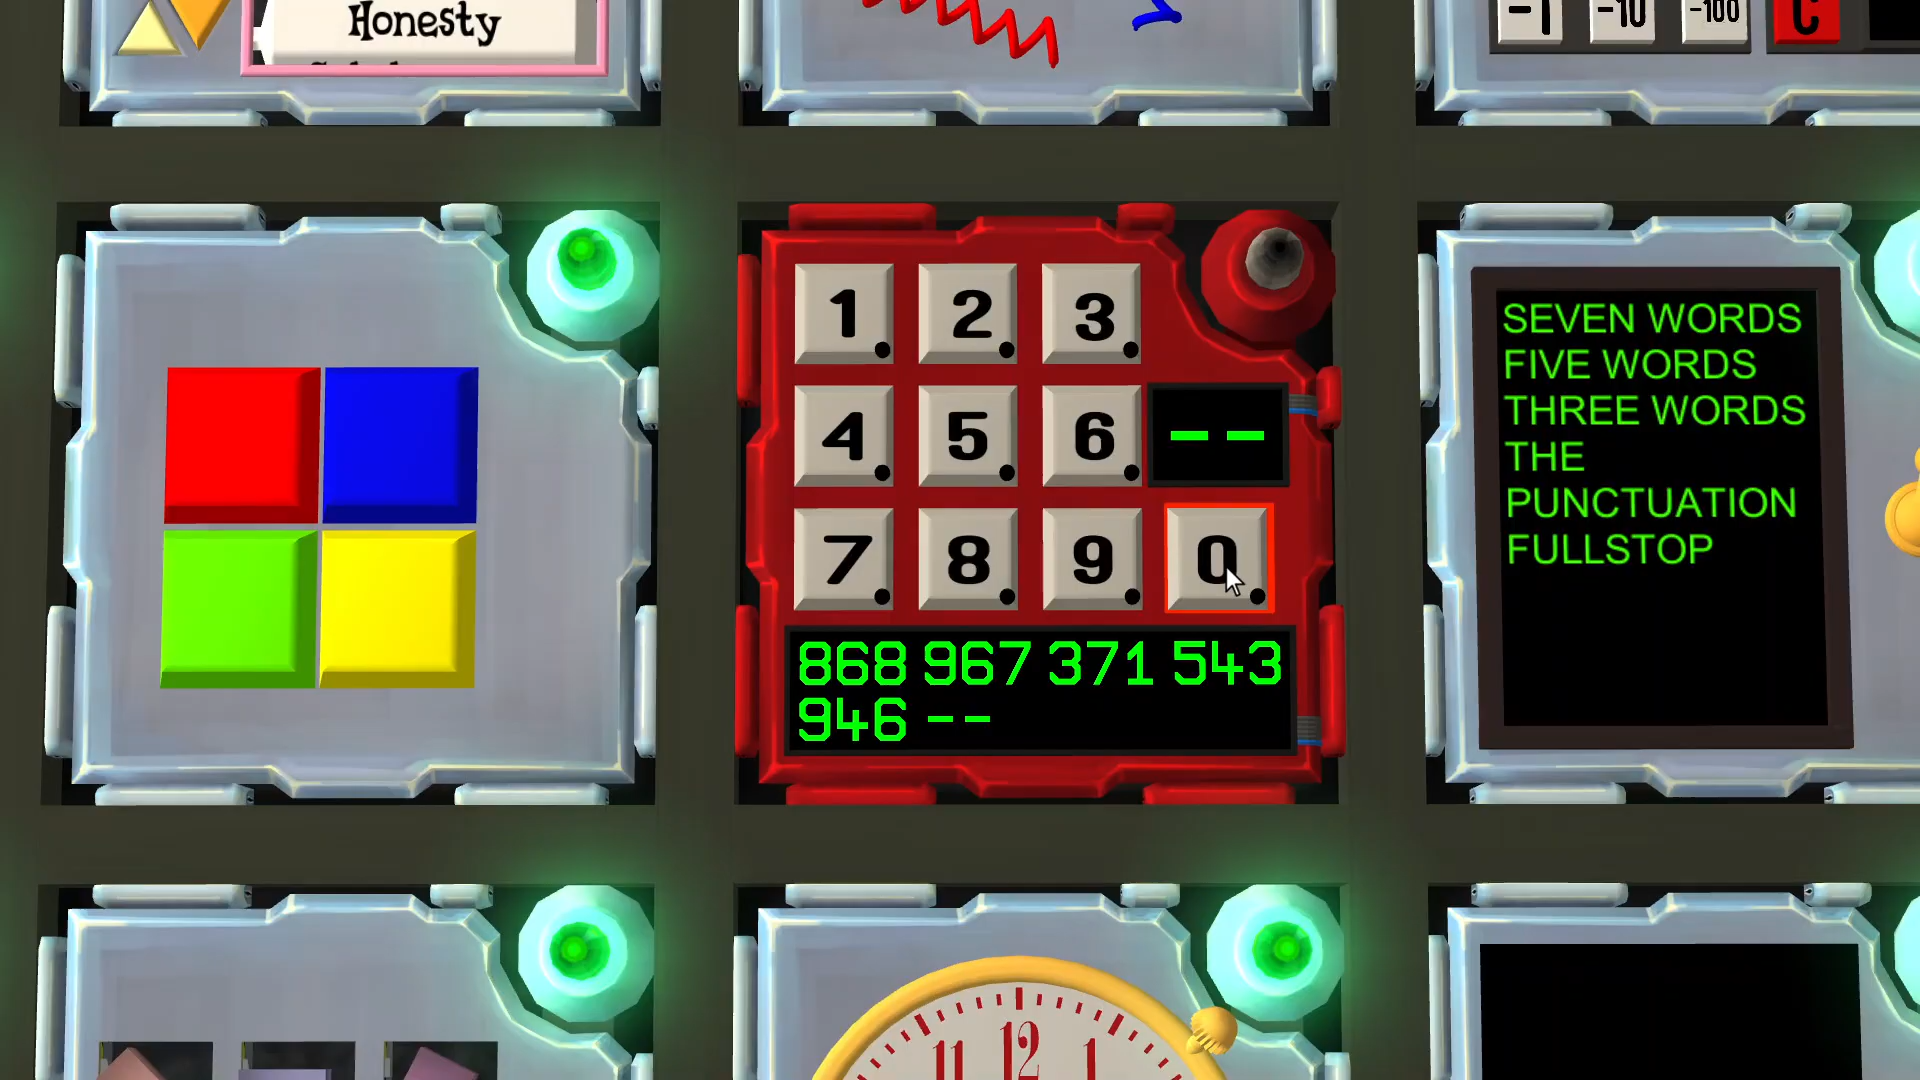 Honesty
-1 -10 -100 C
1 2 3
4 5 6 --
7 8 9 0
868 967 371 543
946 --
SEVEN WORDS
FIVE WORDS
THREE WORDS
THE
PUNCTUATION
FULLSTOP
11 12 1